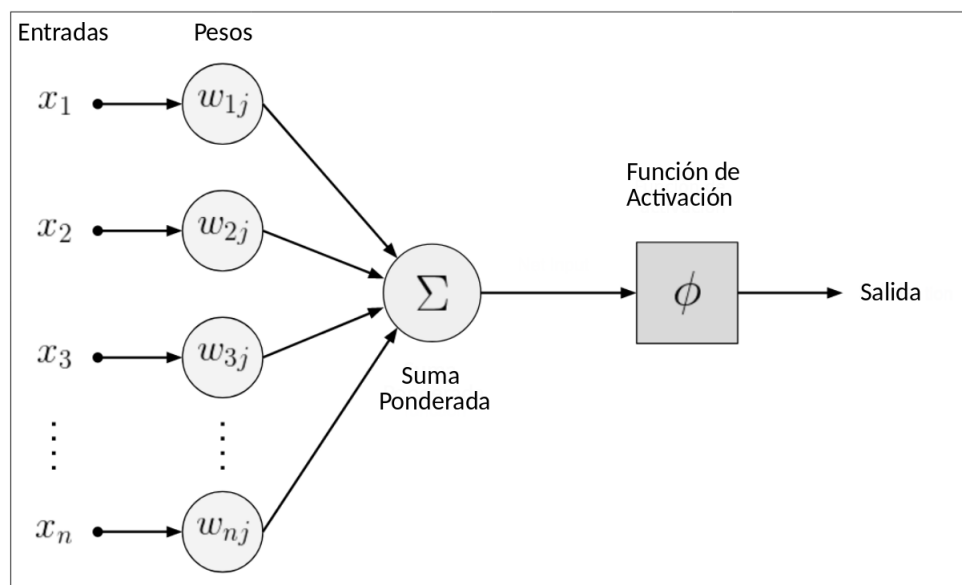 Entradas Pesos
x₁ w₁ⱼ
Función de
Activación
x₂ w₂ⱼ
Σ ϕ Salida
x₃ w₃ⱼ
Suma
Ponderada
xₙ wₙⱼ